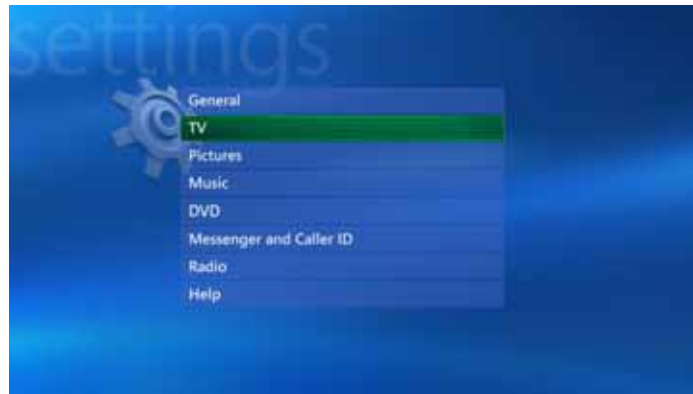 settings
General
TV
Pictures
Music
DVD
Messenger and Caller ID
Radio
Help